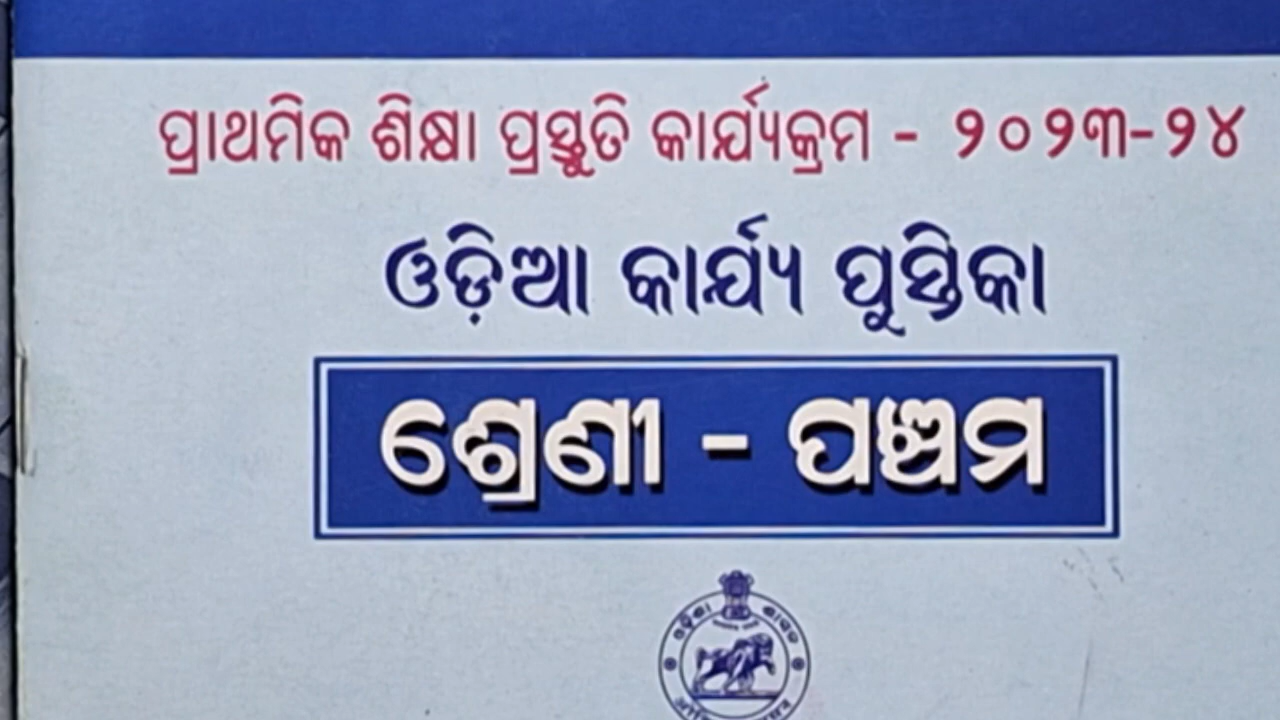 ପ୍ରାଥମିକ ଶିକ୍ଷା ପ୍ରସ୍ତୁତି କାର୍ଯ୍ୟକ୍ରମ - ୨୦୨୩-୨୪
ଓଡ଼ିଆ କାର୍ଯ୍ୟ ପୁସ୍ତିକା
ଶ୍ରେଣୀ - ପଞ୍ଚମ